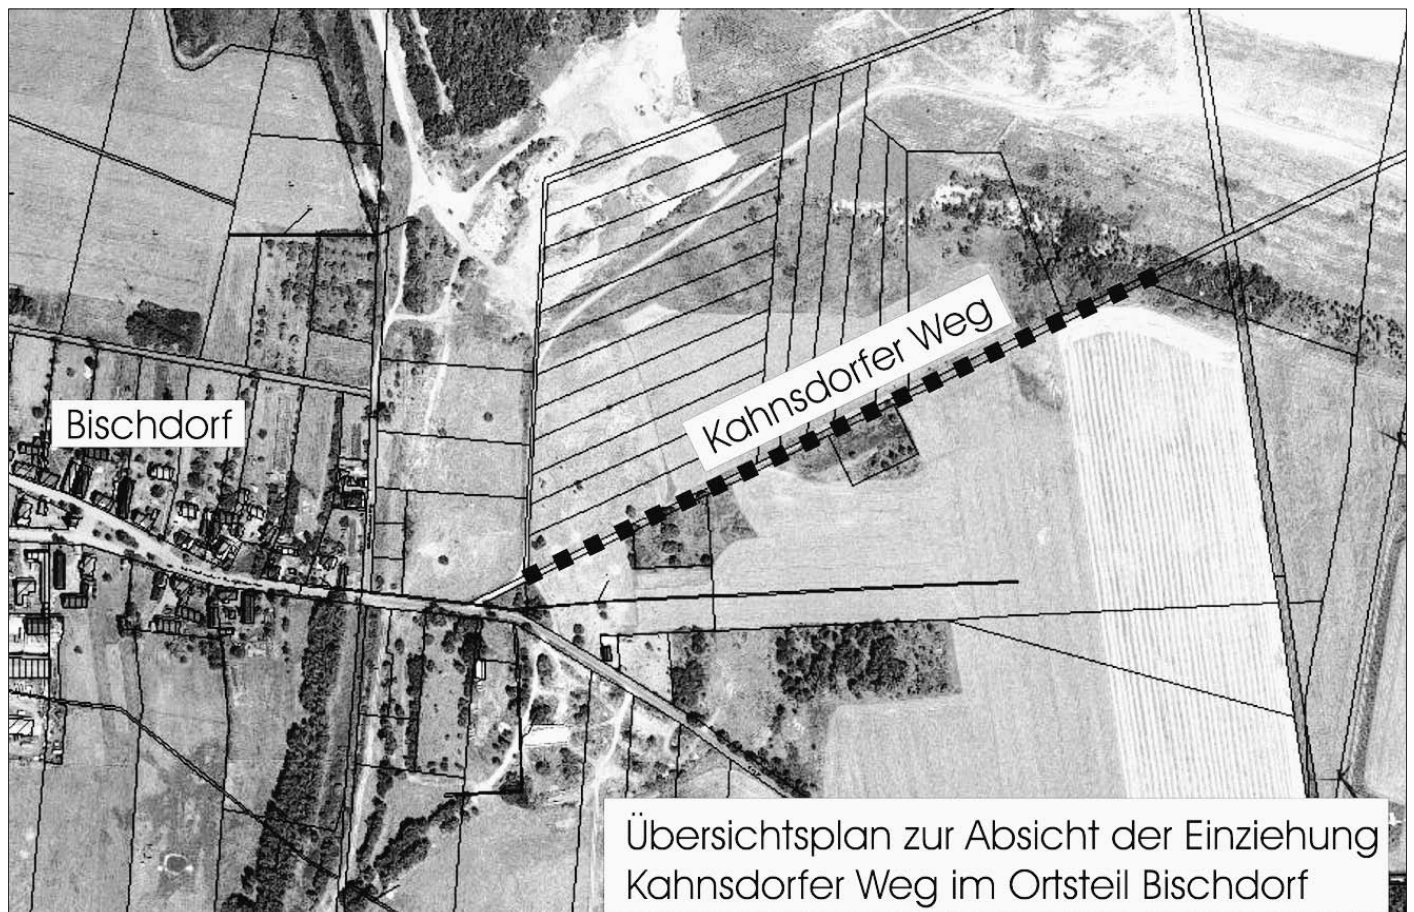 Kahnsdorfer Weg
Bischdorf
Übersichtsplan zur Absicht der Einziehung
Kahnsdorfer Weg im Ortsteil Bischdorf